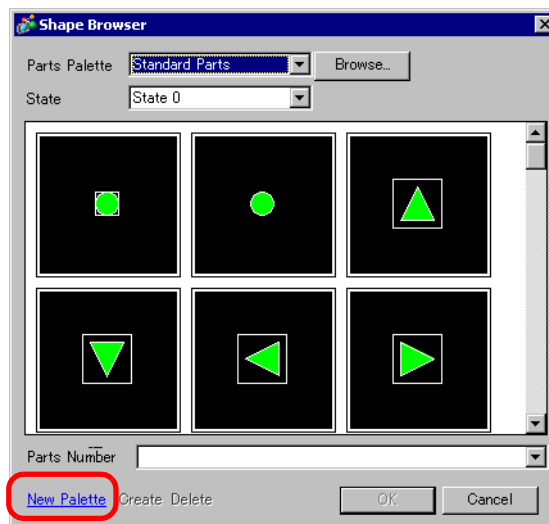 Shape Browser
Parts Palette Standard Parts Browse...
State State 0
Parts Number
New Palette Create Delete OK Cancel